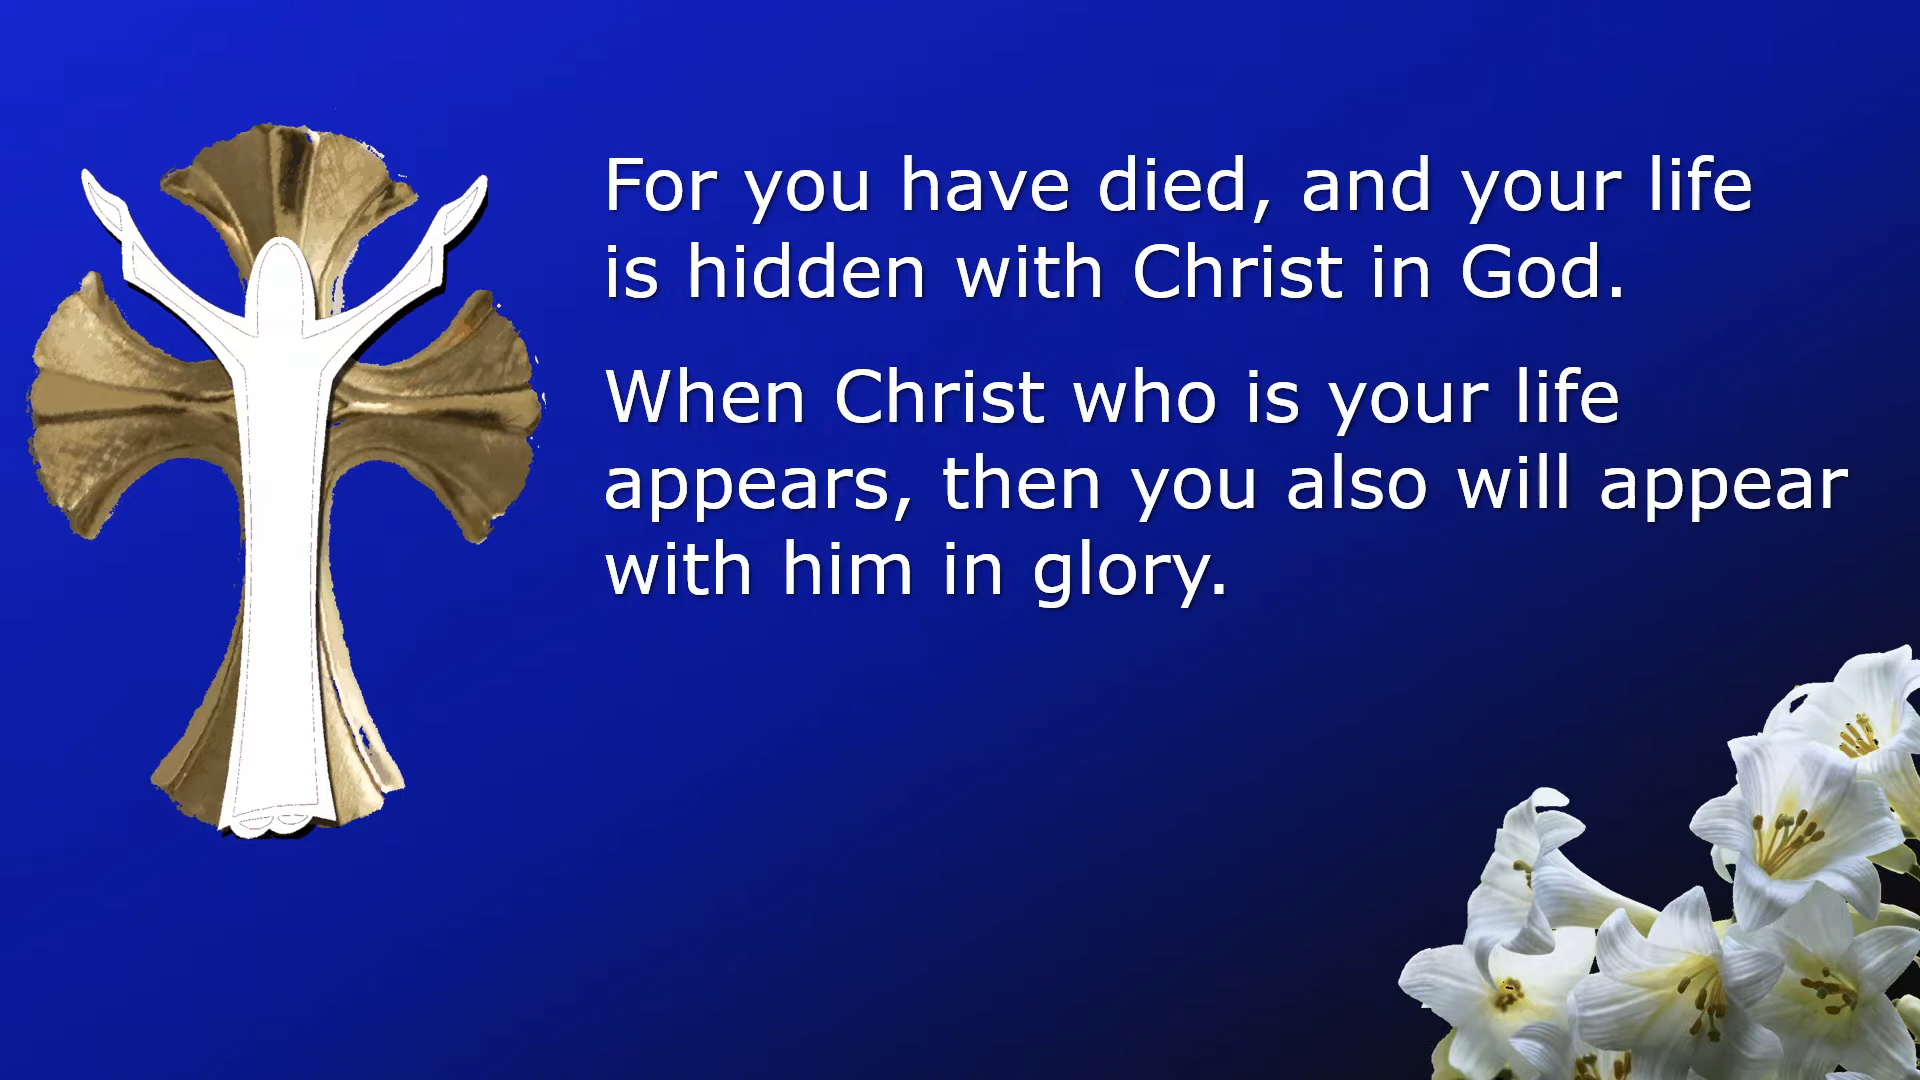 For you have died, and your life
is hidden with Christ in God.
When Christ who is your life
appears, then you also will appear
with him in glory.